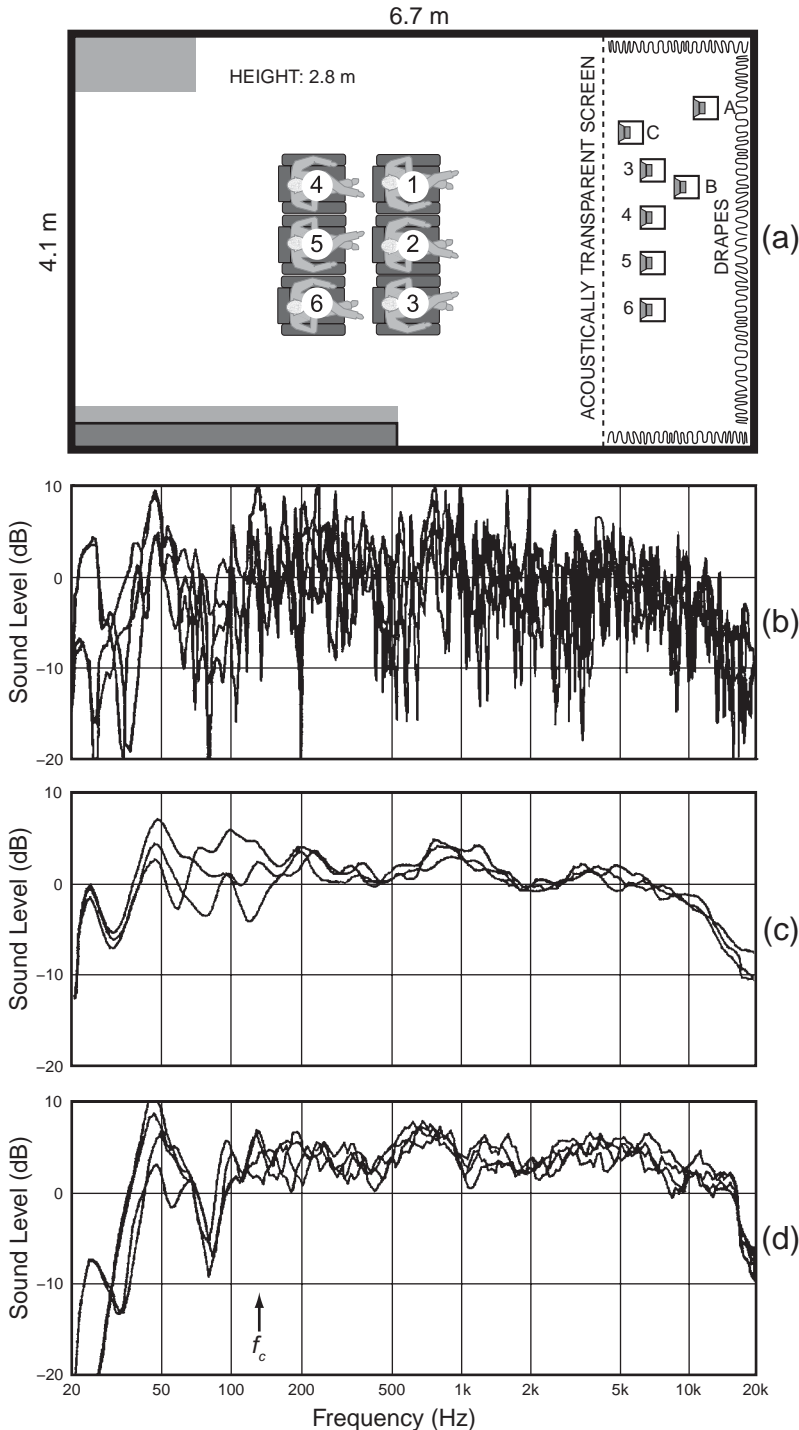 6.7 m
HEIGHT: 2.8 m
4.1 m
ACOUSTICALLY TRANSPARENT SCREEN
DRAPES
A
C
3
B
4
5
6
4
1
5
2
6
3
(a)
Sound Level (dB)
10
0
−10
−20
(b)
Sound Level (dB)
10
0
−10
−20
(c)
Sound Level (dB)
10
0
−10
−20
(d)
fc
20
50
100
200
500
1k
2k
5k
10k
20k
Frequency (Hz)